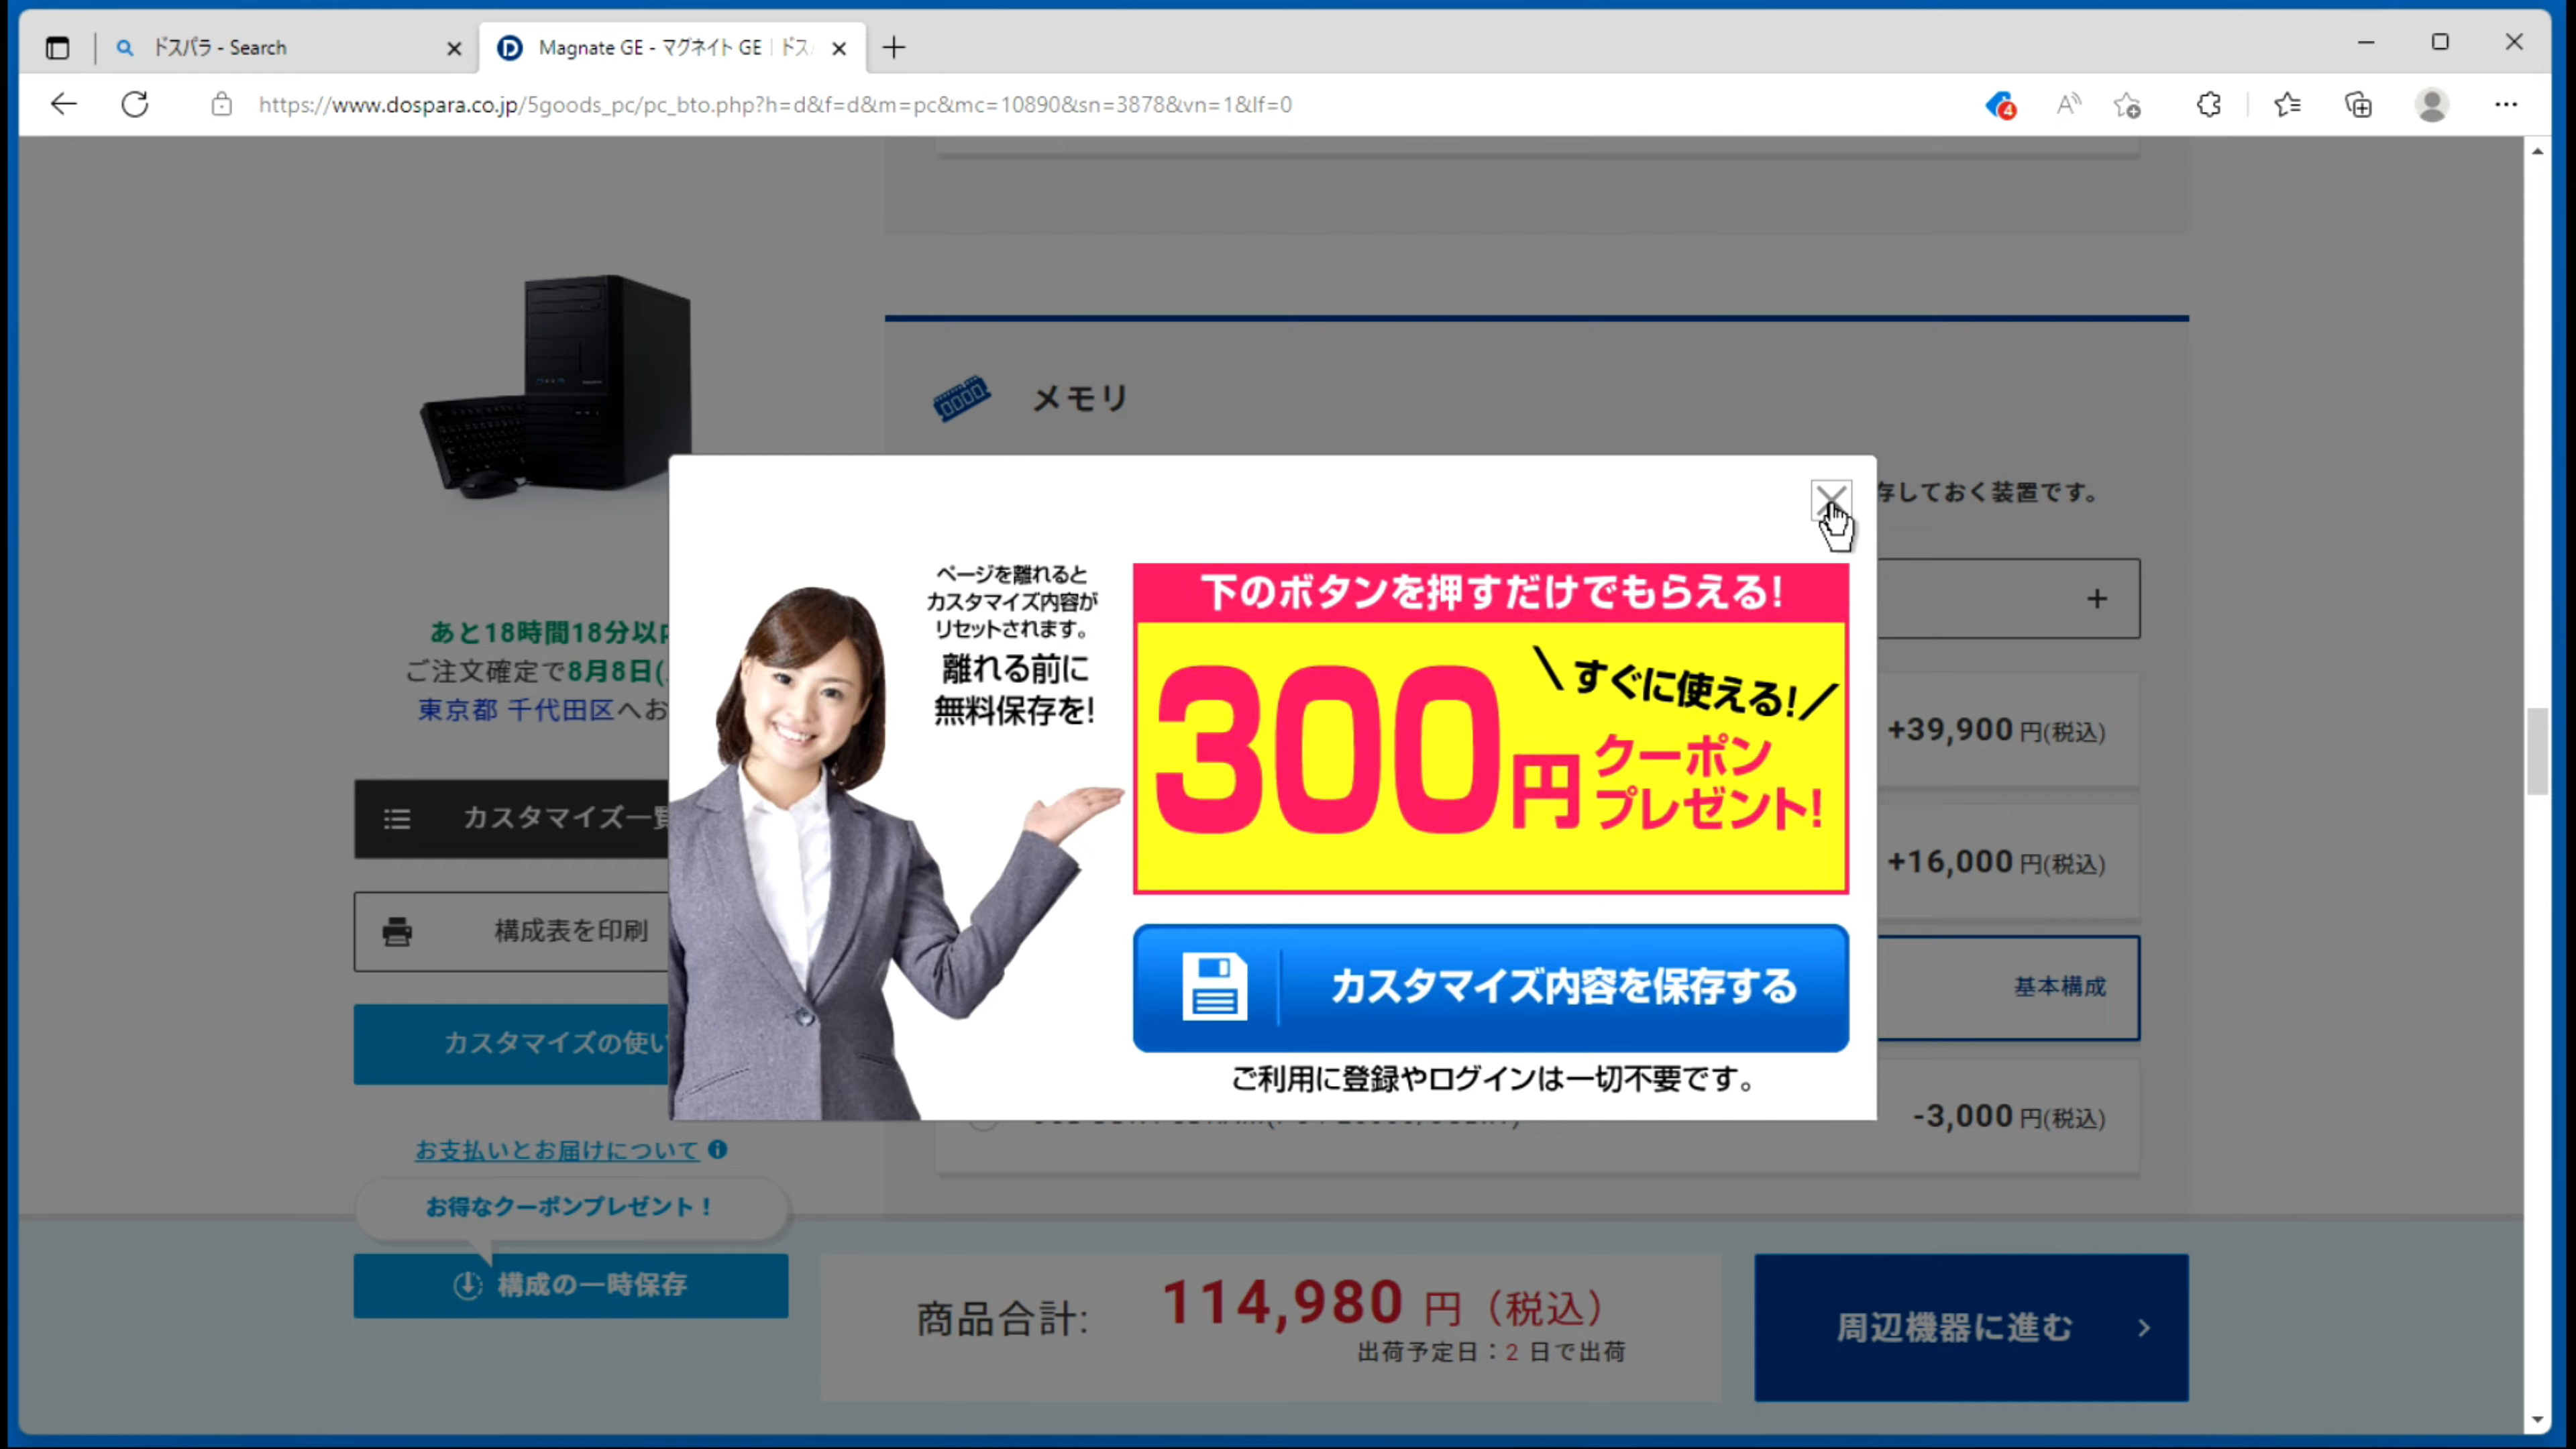 ドスパラ - Search
Magnate GE - マグネイト GE | ドスパ
https://www.dospara.co.jp/5goods_pc/pc_bto.php?h=d&f=d&m=pc&mc=10890&sn=3878&vn=1&lf=0
4
メモリ
存しておく装置です。
+
あと18時間18分以内
ご注文確定で8月8日(
東京都 千代田区へお
カスタマイズ一覧
構成表を印刷
カスタマイズの使い
お支払いとお届けについて
お得なクーポンプレゼント！
構成の一時保存
ページを離れると
カスタマイズ内容が
リセットされます。
離れる前に
無料保存を!
下のボタンを押すだけでもらえる!
\すぐに使える!/
300円クーポン
プレゼント!
カスタマイズ内容を保存する
ご利用に登録やログインは一切不要です。
+39,900 円(税込)
+16,000 円(税込)
基本構成
-3,000 円(税込)
商品合計: 114,980 円（税込）
出荷予定日：2 日で出荷
周辺機器に進む